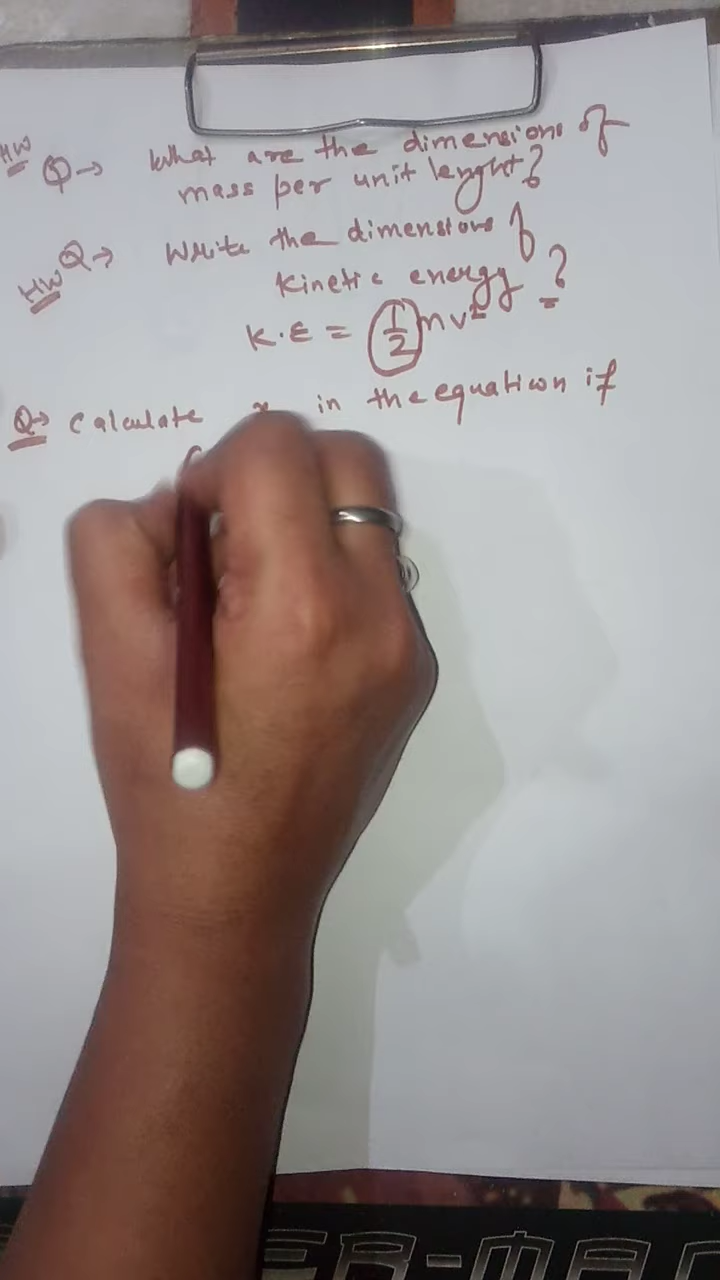 HW Q→ What are the dimensions of
mass per unit lenght?
HW Q→ Write the dimensions of
Kinetic energy ?
K.E = 1/2 mv²
Q→ Calculate x in the equation if